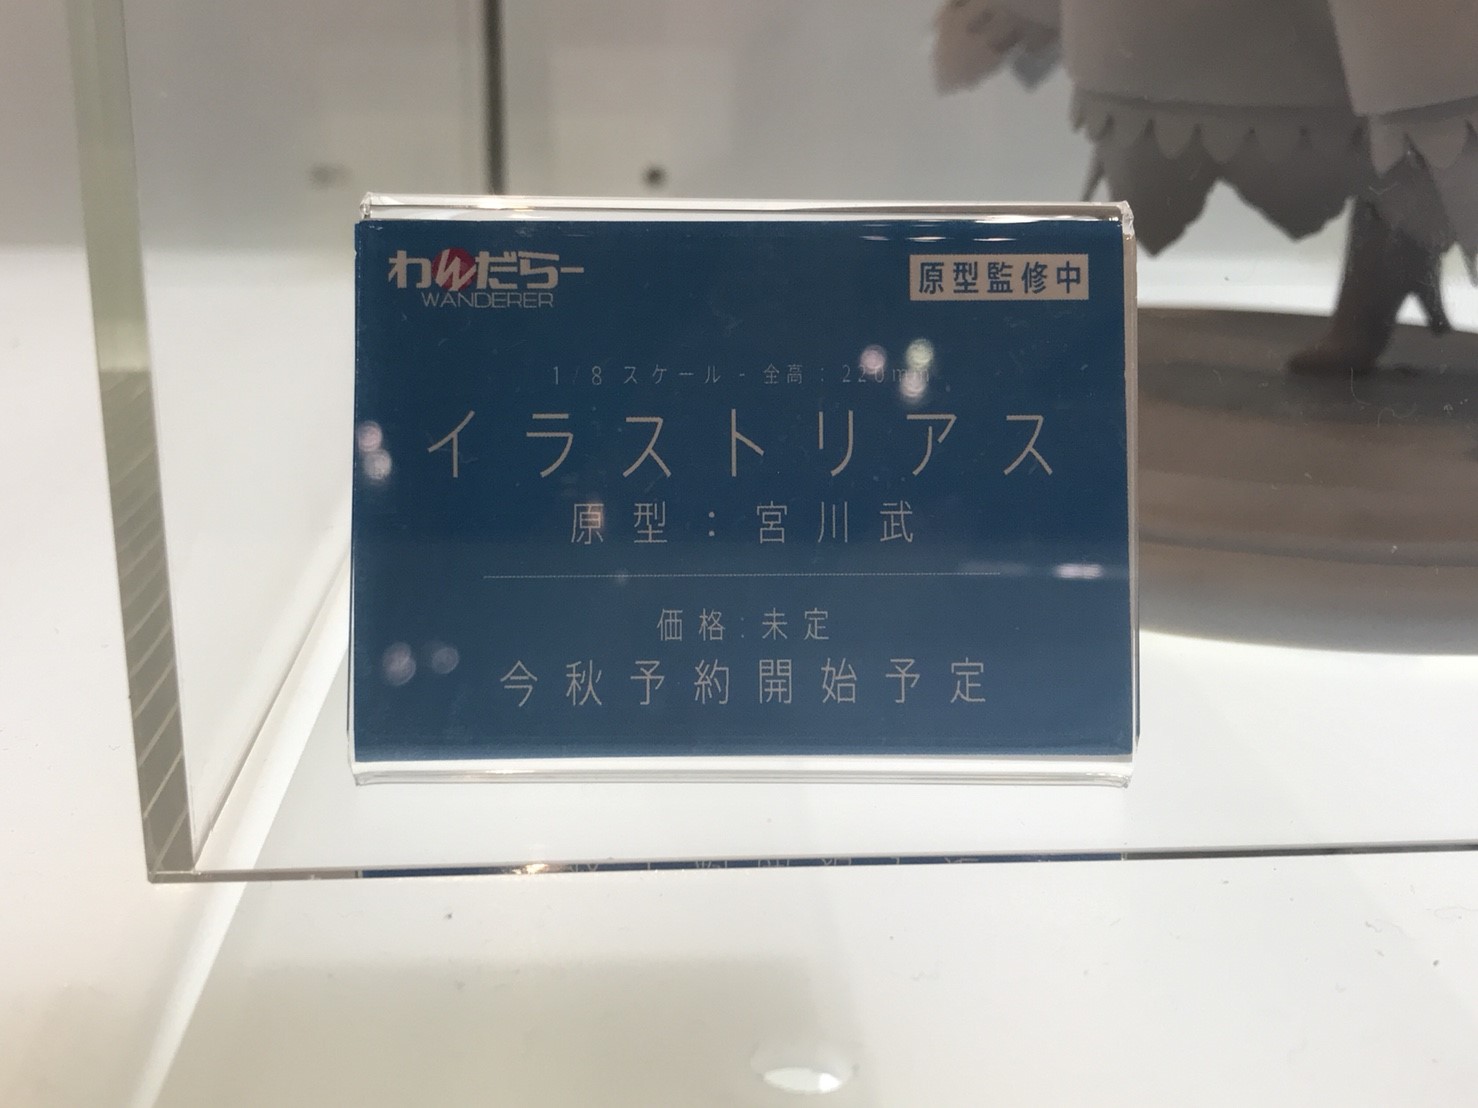 わんだらー
WANDERER
原型監修中
1/8 スケール - 全高 : 220mm
イラストリアス
原型 : 宮川武
価格 : 未定
今秋予約開始予定